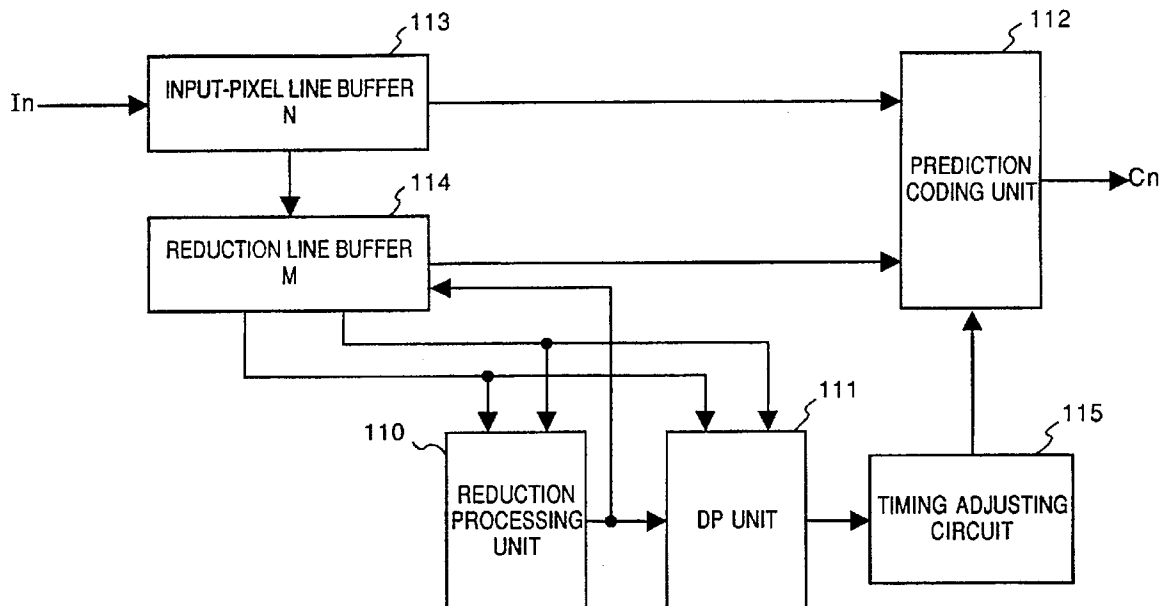 113
112
In
INPUT-PIXEL LINE BUFFER
N
PREDICTION
CODING UNIT
Cn
114
REDUCTION LINE BUFFER
M
110
111
115
REDUCTION
PROCESSING
UNIT
DP UNIT
TIMING ADJUSTING
CIRCUIT